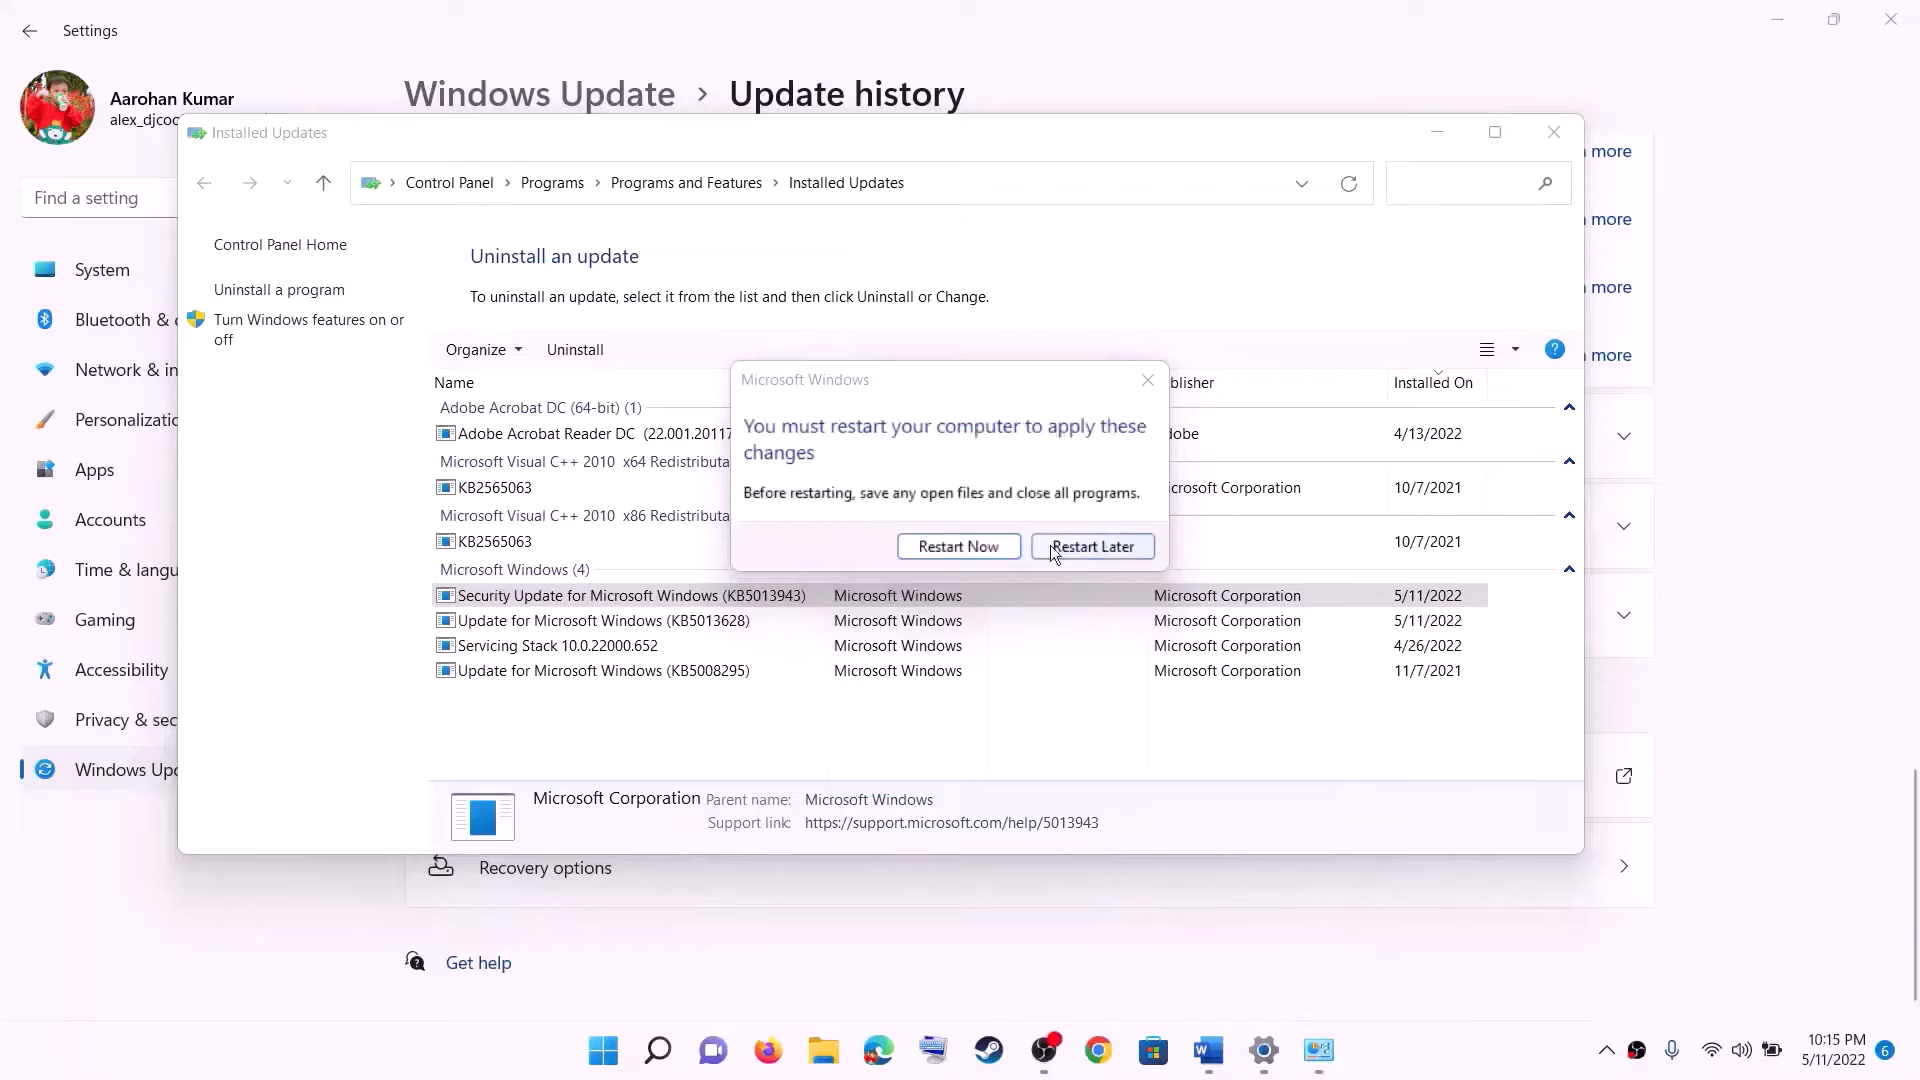 Settings
Aarohan Kumar
alex_djcoo
Windows Update > Update history
Find a setting
System
Bluetooth &
Network & in
Personalizatic
Apps
Accounts
Time & langu
Gaming
Accessibility
Privacy & sec
Windows Upd
Installed Updates
Control Panel > Programs > Programs and Features > Installed Updates
Control Panel Home
Uninstall a program
Turn Windows features on or
off
Uninstall an update
To uninstall an update, select it from the list and then click Uninstall or Change.
Organize Uninstall
Name blisher Installed On
Adobe Acrobat DC (64-bit) (1)
Adobe Acrobat Reader DC (22.001.20117 dobe 4/13/2022
Microsoft Visual C++ 2010 x64 Redistributa
KB2565063 crosoft Corporation 10/7/2021
Microsoft Visual C++ 2010 x86 Redistributa
KB2565063 10/7/2021
Microsoft Windows (4)
Security Update for Microsoft Windows (KB5013943) Microsoft Windows Microsoft Corporation 5/11/2022
Update for Microsoft Windows (KB5013628) Microsoft Windows Microsoft Corporation 5/11/2022
Servicing Stack 10.0.22000.652 Microsoft Windows Microsoft Corporation 4/26/2022
Update for Microsoft Windows (KB5008295) Microsoft Windows Microsoft Corporation 11/7/2021
Microsoft Windows
You must restart your computer to apply these
changes
Before restarting, save any open files and close all programs.
Restart Now Restart Later
Microsoft Corporation Parent name: Microsoft Windows
Support link: https://support.microsoft.com/help/5013943
more
more
more
more
Recovery options
Get help
10:15 PM
5/11/2022
6